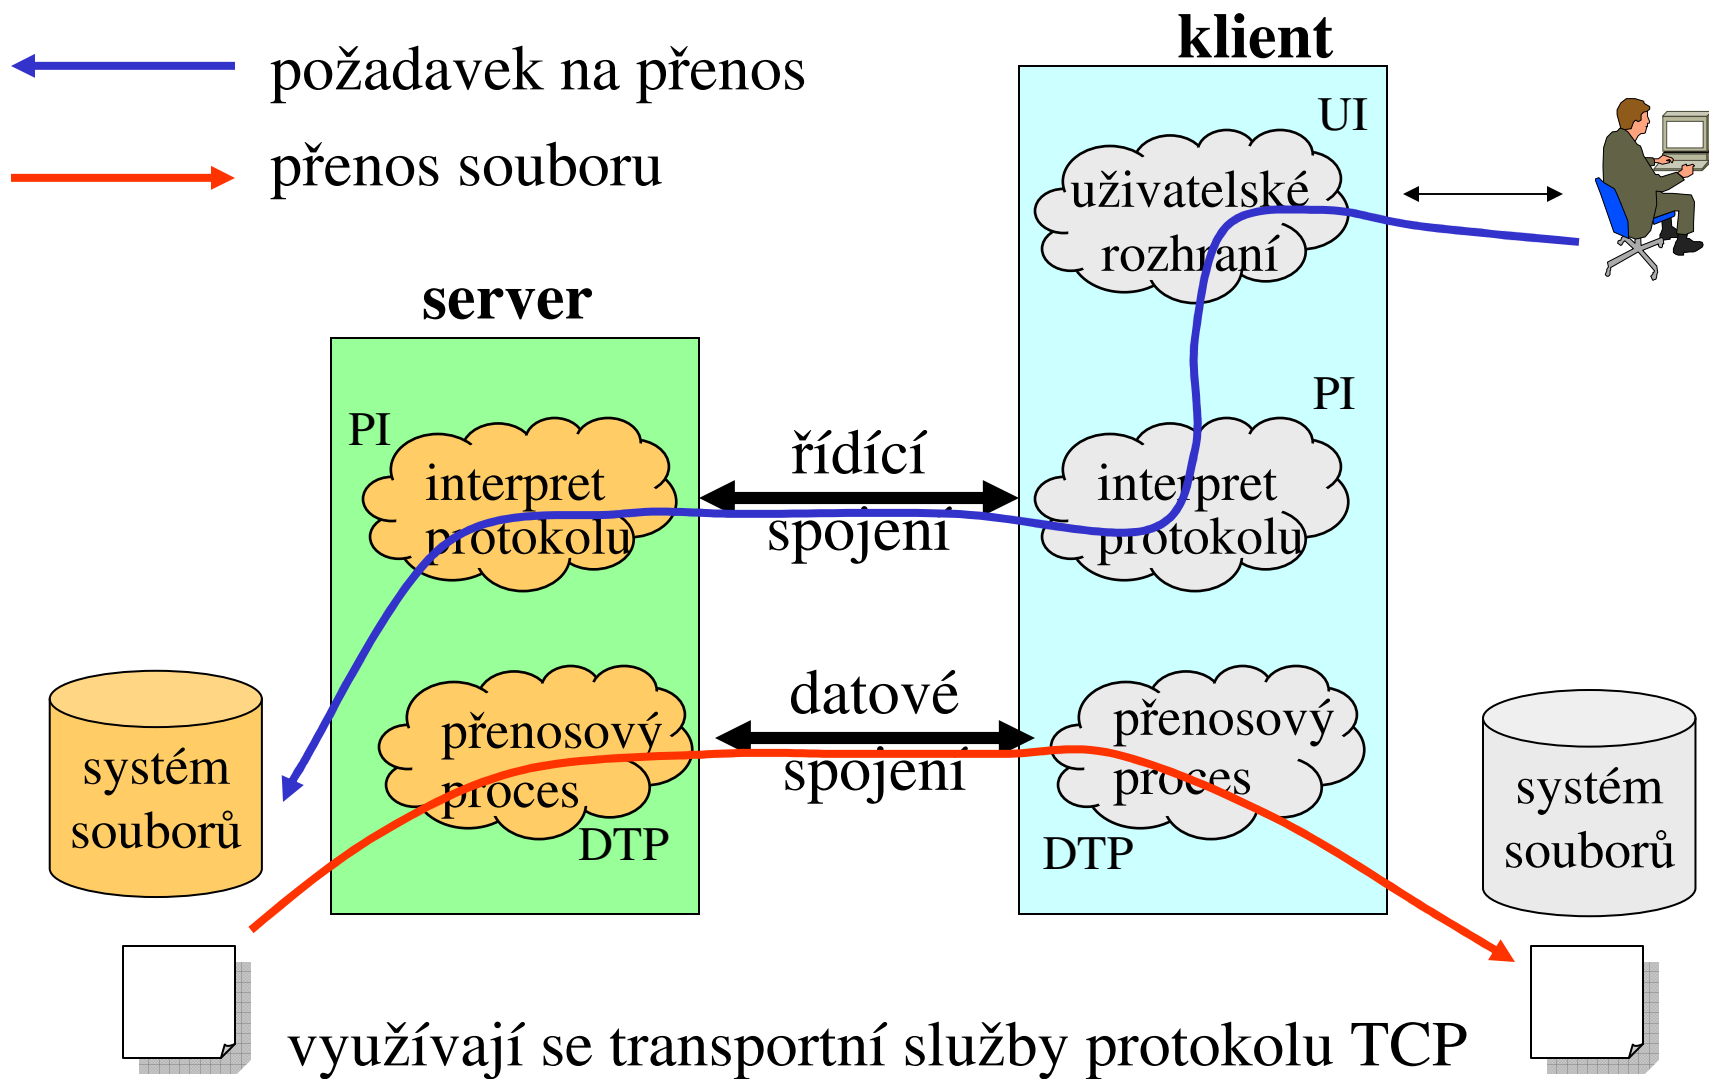 klient
požadavek na přenos
přenos souboru
UI
uživatelské
rozhraní
server
PI
interpret
protokolu
řídící
spojení
PI
interpret
protokolu
systém
souborů
přenosový
proces
DTP
datové
spojení
přenosový
proces
DTP
systém
souborů
využívají se transportní služby protokolu TCP